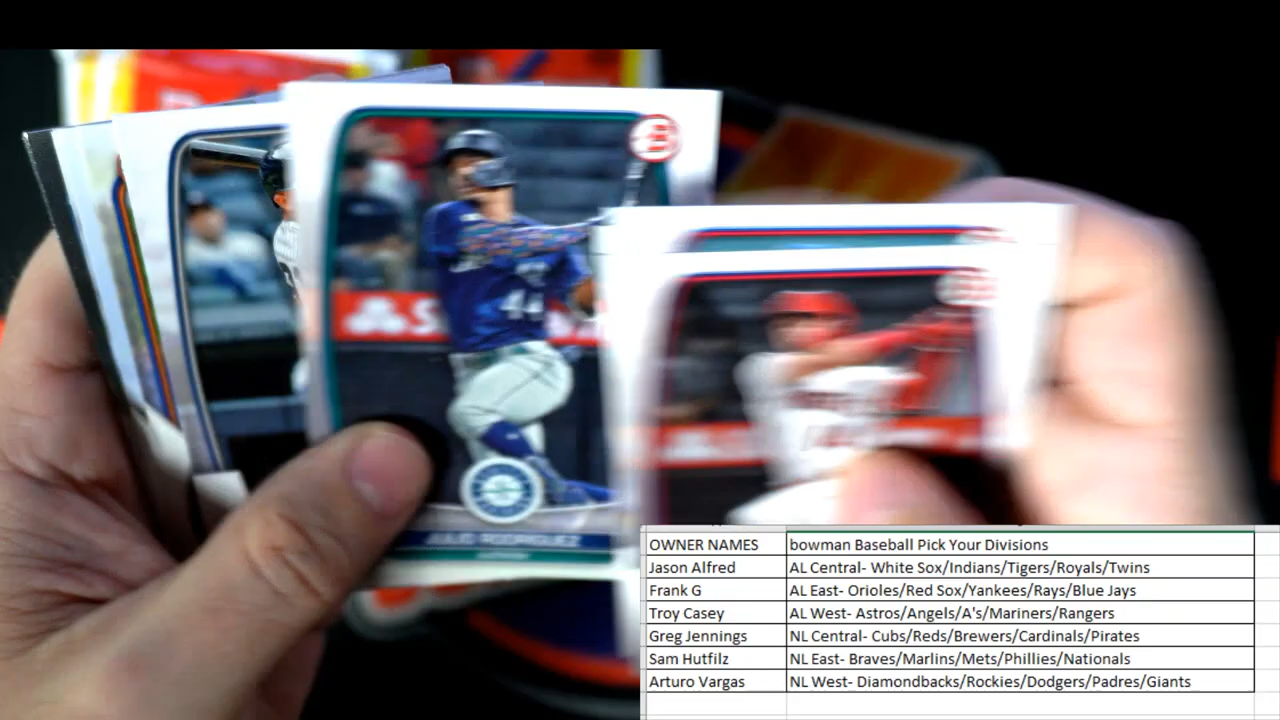 B
44
JULIO RODRIGUEZ
OWNER NAMES bowman Baseball Pick Your Divisions
Jason Alfred AL Central- White Sox/Indians/Tigers/Royals/Twins
Frank G AL East- Orioles/Red Sox/Yankees/Rays/Blue Jays
Troy Casey AL West- Astros/Angels/A's/Mariners/Rangers
Greg Jennings NL Central- Cubs/Reds/Brewers/Cardinals/Pirates
Sam Hutfilz NL East- Braves/Marlins/Mets/Phillies/Nationals
Arturo Vargas NL West- Diamondbacks/Rockies/Dodgers/Padres/Giants